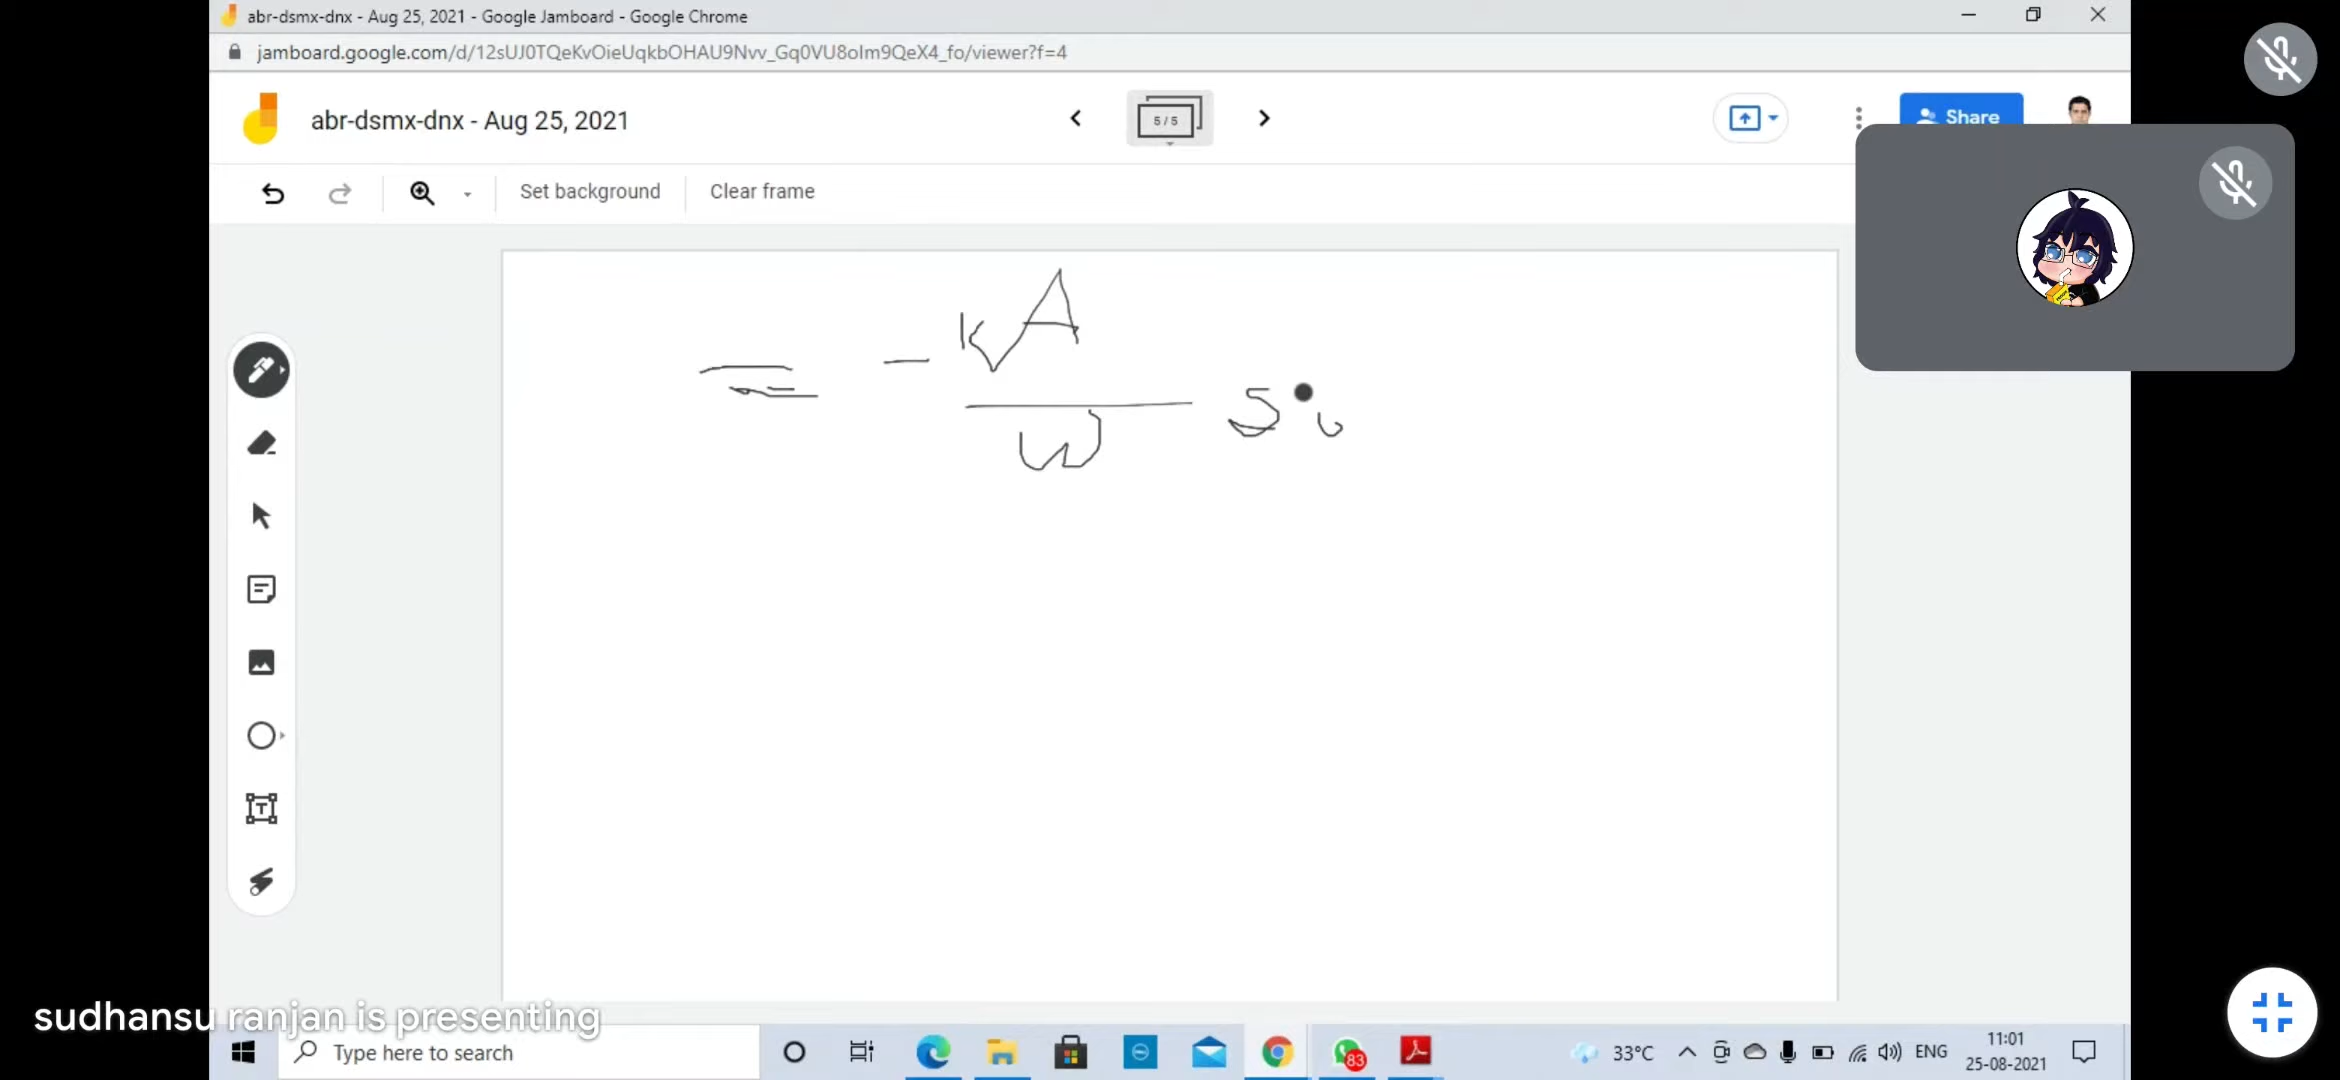 abr-dsmx-dnx - Aug 25, 2021 - Google Jamboard - Google Chrome
jamboard.google.com/d/12sUJ0TQeKvOieUqkbOHAU9Nvv_Gq0VU8oIm9QeX4_fo/viewer?f=4
abr-dsmx-dnx - Aug 25, 2021
5 / 5
Share
Set background
Clear frame
= - KA
W
sudhansu ranjan is presenting
Type here to search
83
33°C
ENG
11:01
25-08-2021